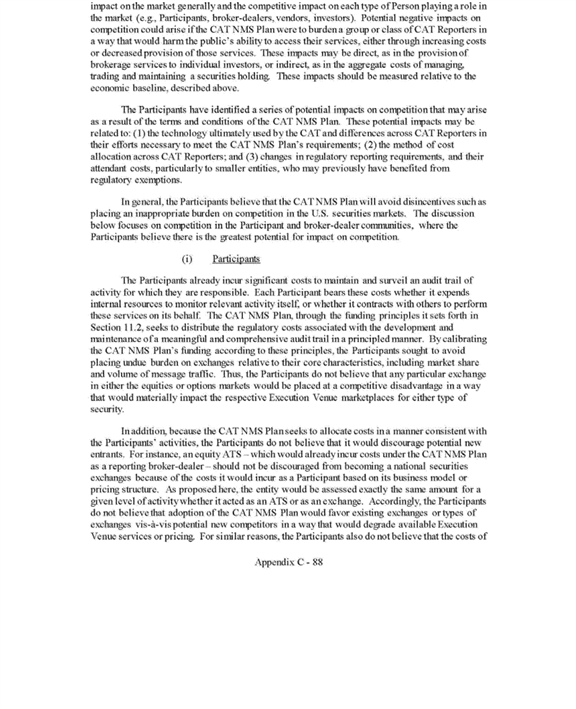 impact on the market generally and the competitive impact on each type of Person playing a role in
the market (e.g., Participants, broker-dealers, vendors, investors). Potential negative impacts on
competition could arise if the CAT NMS Plan were to burden a group or class of CAT Reporters in
a way that would harm the public's ability to access their services, either through increasing costs
or decreased provision of those services. These impacts may be direct, as in the provision of
brokerage services to individual investors, or indirect, as in the aggregate costs of managing,
trading and maintaining a securities holding. These impacts should be measured relative to the
economic baseline, described above.
The Participants have identified a series of potential impacts on competition that may arise
as a result of the terms and conditions of the CAT NMS Plan. These potential impacts may be
related to: (1) the technology ultimately used by the CAT and differences across CAT Reporters in
their efforts necessary to meet the CAT NMS Plan's requirements; (2) the method of cost
allocation across CAT Reporters; and (3) changes in regulatory reporting requirements, and their
attendant costs, particularly to smaller entities, who may previously have benefited from
regulatory exemptions.
In general, the Participants believe that the CAT NMS Plan will avoid disincentives such as
placing an inappropriate burden on competition in the U.S. securities markets. The discussion
below focuses on competition in the Participant and broker-dealer communities, where the
Participants believe there is the greatest potential for impact on competition.
(i) Participants
The Participants already incur significant costs to maintain and surveil an audit trail of
activity for which they are responsible. Each Participant bears these costs whether it expends
internal resources to monitor relevant activity itself, or whether it contracts with others to perform
these services on its behalf. The CAT NMS Plan, through the funding principles it sets forth in
Section 11.2, seeks to distribute the regulatory costs associated with the development and
maintenance of a meaningful and comprehensive audit trail in a principled manner. By calibrating
the CAT NMS Plan's funding according to these principles, the Participants sought to avoid
placing undue burden on exchanges relative to their core characteristics, including market share
and volume of message traffic. Thus, the Participants do not believe that any particular exchange
in either the equities or options markets would be placed at a competitive disadvantage in a way
that would materially impact the respective Execution Venue marketplaces for either type of
security.
In addition, because the CAT NMS Plan seeks to allocate costs in a manner consistent with
the Participants' activities, the Participants do not believe that it would discourage potential new
entrants. For instance, an equity ATS – which would already incur costs under the CAT NMS Plan
as a reporting broker-dealer – should not be discouraged from becoming a national securities
exchanges because of the costs it would incur as a Participant based on its business model or
pricing structure. As proposed here, the entity would be assessed exactly the same amount for a
given level of activity whether it acted as an ATS or as an exchange. Accordingly, the Participants
do not believe that adoption of the CAT NMS Plan would favor existing exchanges or types of
exchanges vis-à-vis potential new competitors in a way that would degrade available Execution
Venue services or pricing. For similar reasons, the Participants also do not believe that the costs of
Appendix C - 88